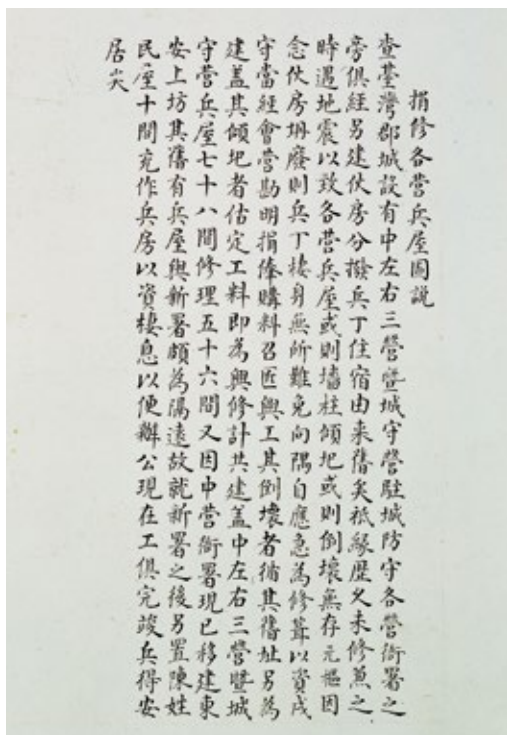 捐修各營兵屋圖說
查臺灣郡城設有中左右三營暨城守營駐城防守各營衙署之
旁俱經另建伙房分撥兵丁住宿由来舊矣祇緣歷久未修兼之
時遇地震以致各營兵屋或則墻柱傾圯或則倒壞無存元樞因
念伙房坍廢則兵丁棲身無所難免向隅自應急為修葺以資戍
守當經會營勘明捐俸購料召匠興工其倒壞者循其舊址另為
建盖其傾圯者估定工料即為興修計共建盖中左右三營暨城
守營兵屋七十八間修理五十六間又因中營衙署現已移建東
安上坊其舊有兵屋與新署頗為隔遠故就新署之後另置陳姓
民屋十間充作兵房以資棲息以便辦公現在工俱完竣兵得安
居矣